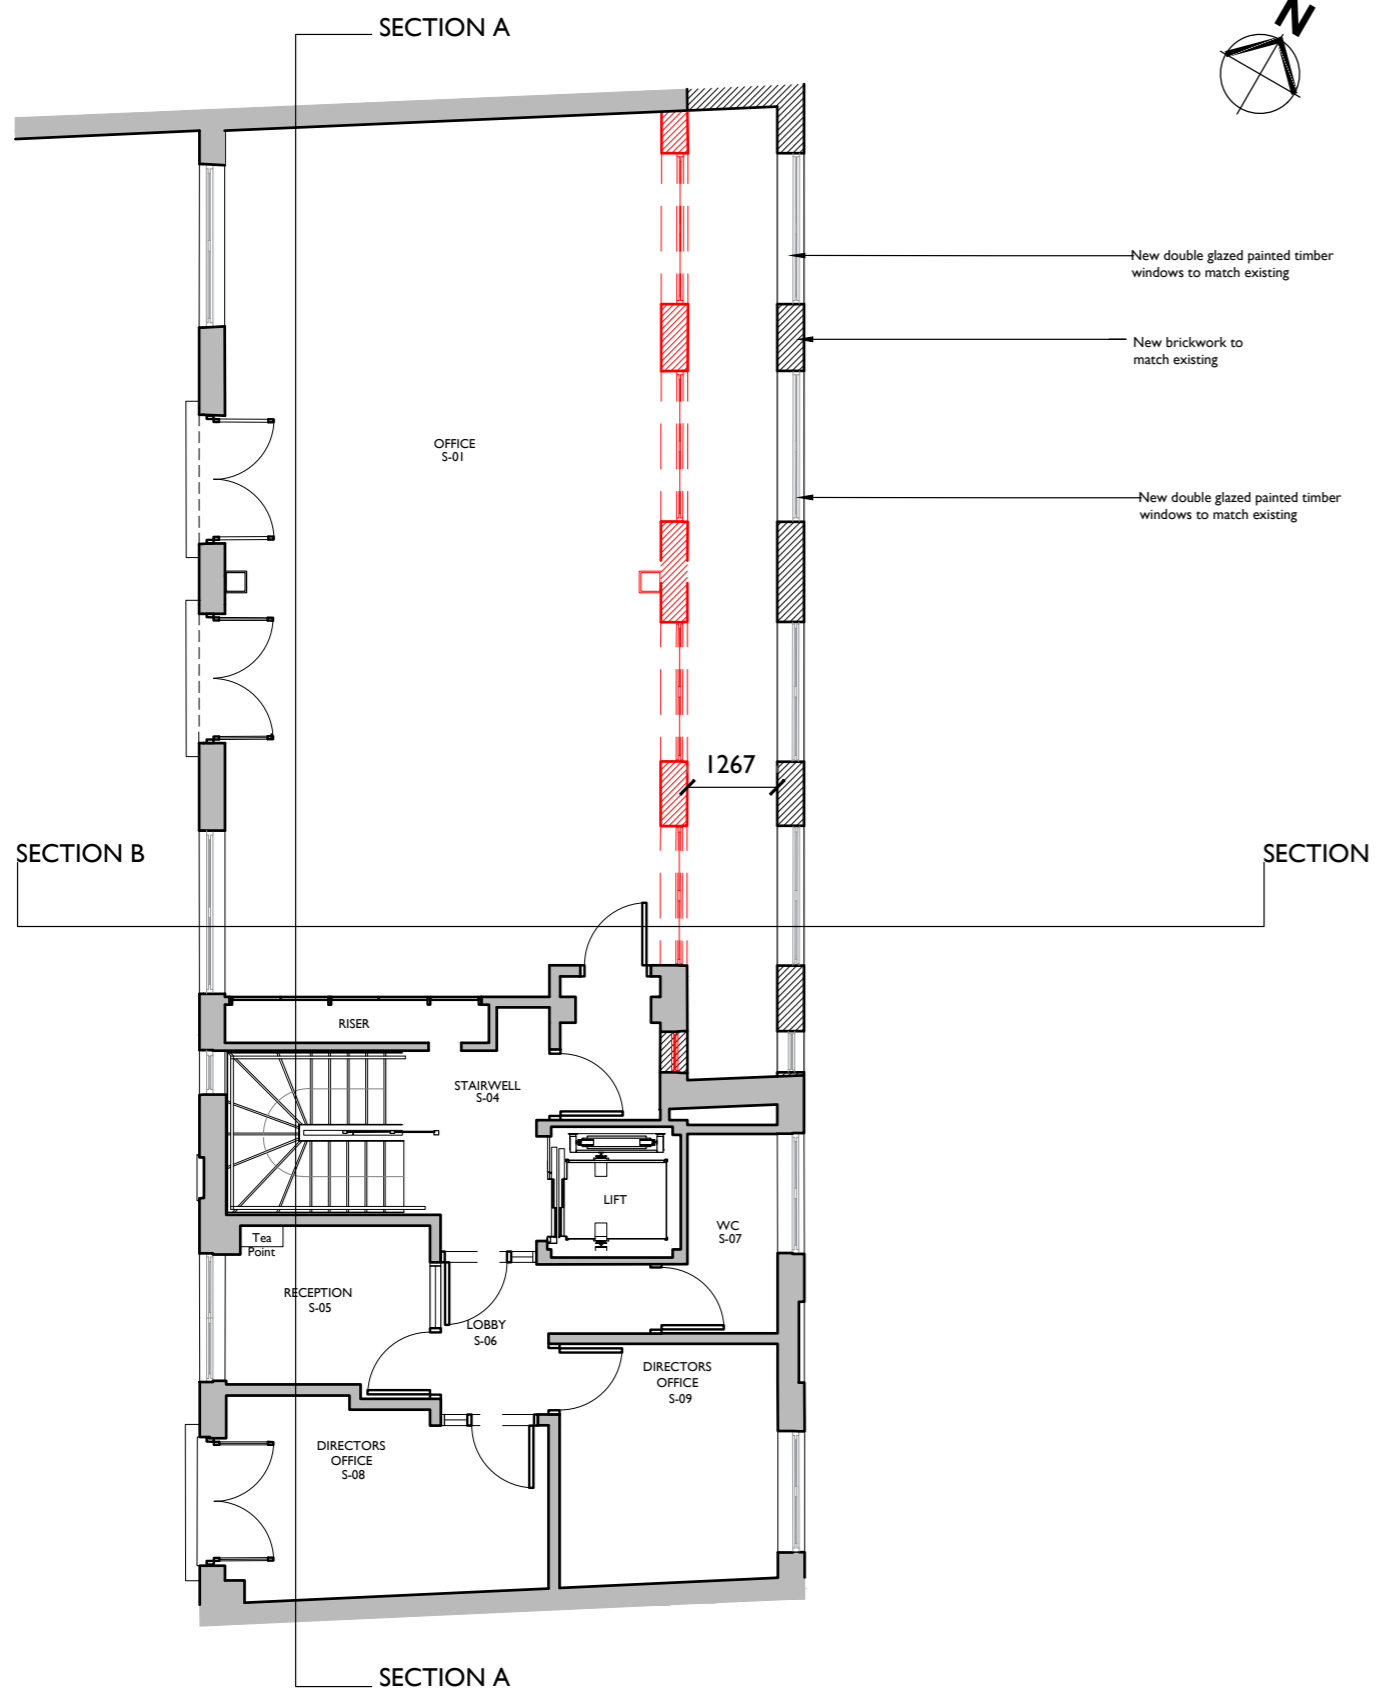 SECTION A
N
New double glazed painted timber
windows to match existing
New brickwork to
match existing
OFFICE
S-01
New double glazed painted timber
windows to match existing
1267
SECTION B
SECTION
RISER
STAIRWELL
S-04
LIFT
WC
S-07
Tea
Point
RECEPTION
S-05
LOBBY
S-06
DIRECTORS
OFFICE
S-09
DIRECTORS
OFFICE
S-08
SECTION A